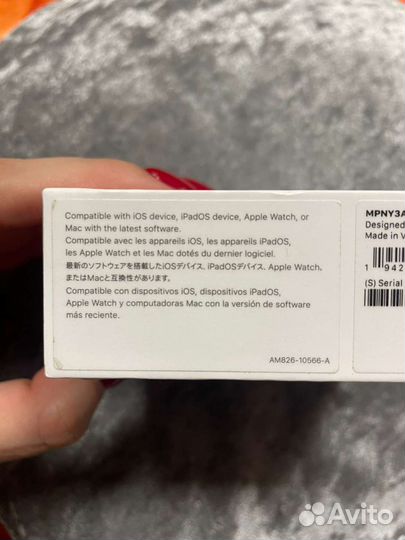 Compatible with iOS device, iPadOS device, Apple Watch, or
Mac with the latest software.
Compatible avec les appareils iOS, les appareils iPadOS,
les Apple Watch et les Mac dotés du dernier logiciel.
最新のソフトウェアを搭載したiOSデバイス、iPadOSデバイス、Apple Watch、
またはMacと互換性があります。
Compatible con dispositivos iOS, dispositivos iPadOS,
Apple Watch y computadoras Mac con la versión de software
más reciente.
AM826-10566-A
MPNY3A
Designed
Made in V
1 942
(S) Serial
Avito